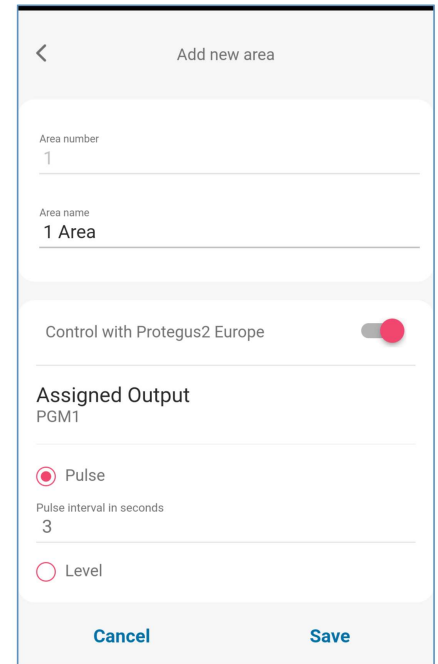 Add new area
Area number
1
Area name
1 Area
Control with Protegus2 Europe
Assigned Output
PGM1
Pulse
Pulse interval in seconds
3
Level
Cancel Save